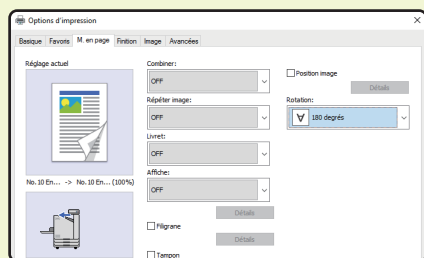 Options d'impression
Basique Favoris M. en page Finition Image Avancées
Réglage actuel
No. 10 En... -> No. 10 En... (100%)
Combiner:
OFF
Répéter image:
OFF
Livret:
OFF
Affiche:
OFF
Détails
Filigrane
Détails
Tampon
Position image
Détails
Rotation:
180 degrés